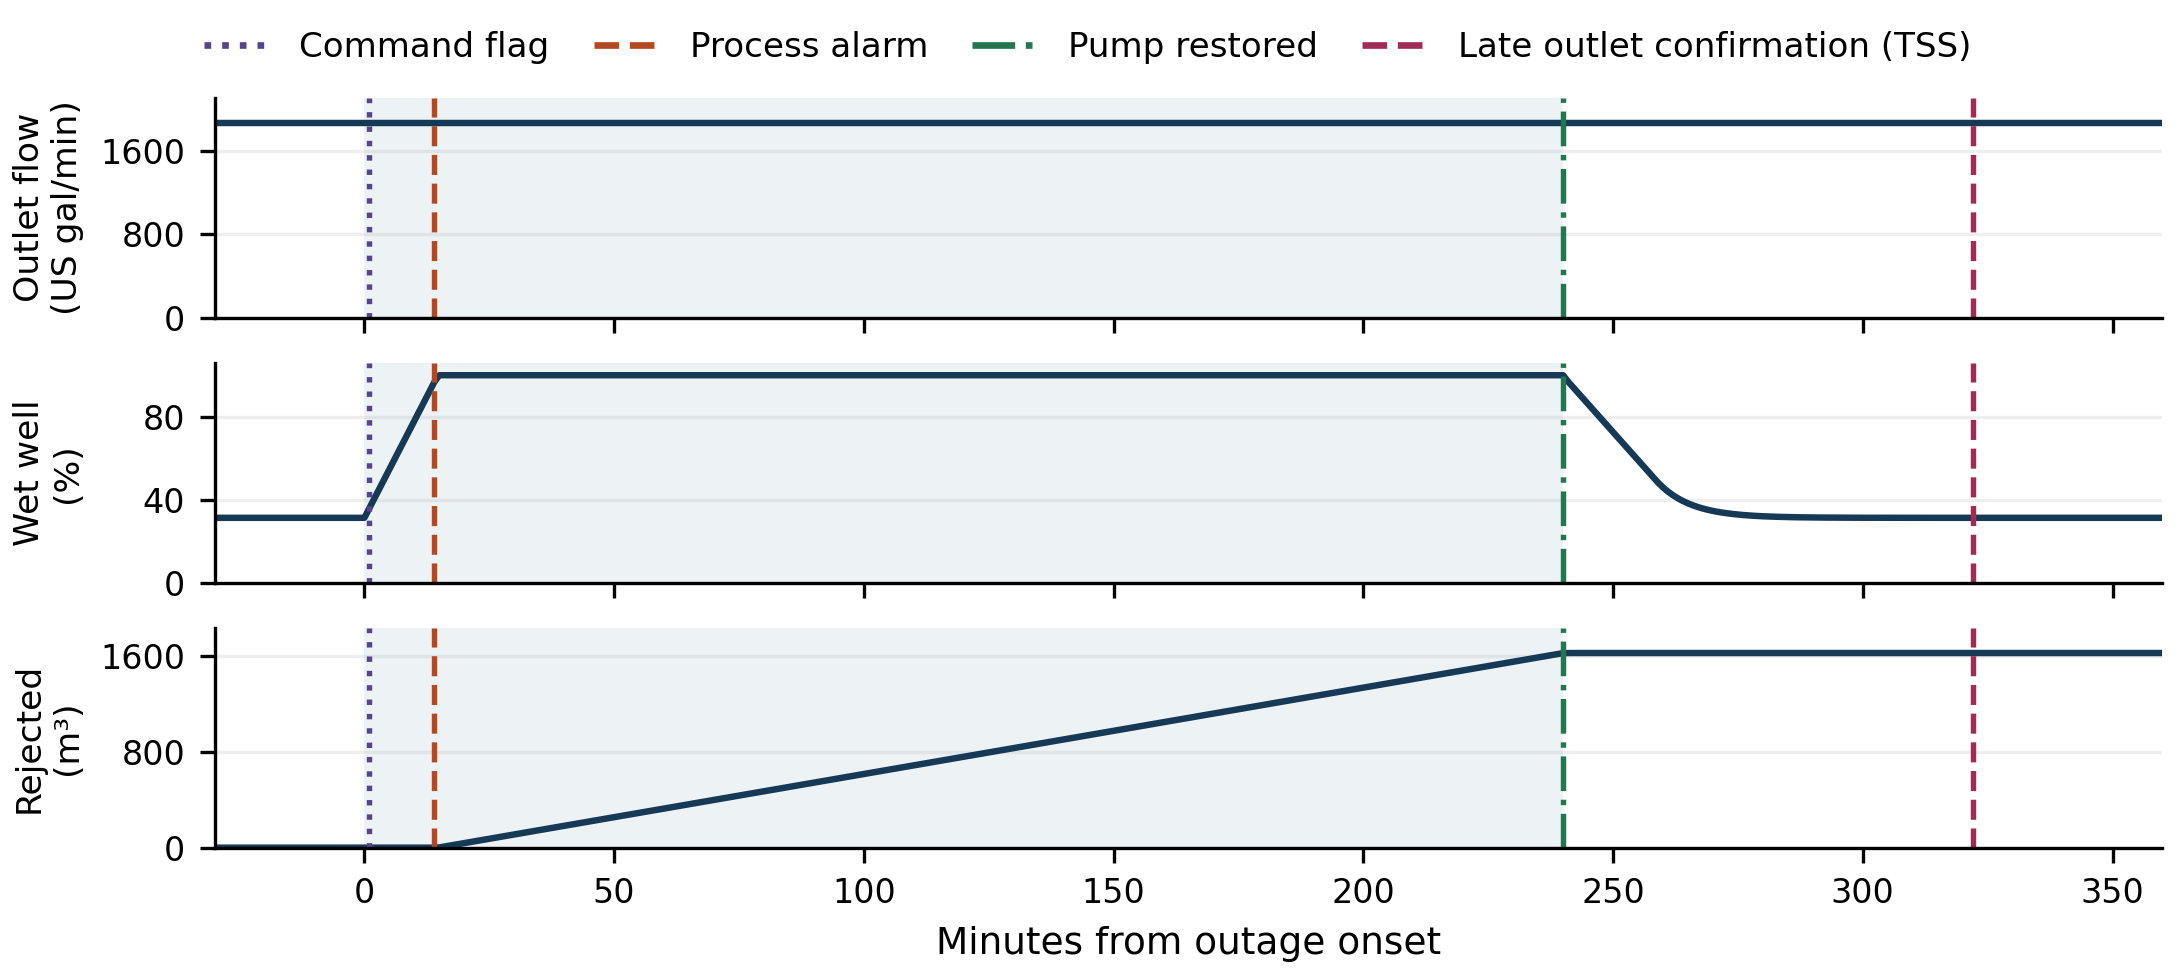 Command flag
Process alarm
Pump restored
Late outlet confirmation (TSS)
Outlet flow
(US gal/min)
1600
800
0
Wet well
(%)
80
40
0
Rejected
(m³)
1600
800
0
0 50 100 150 200 250 300 350
Minutes from outage onset